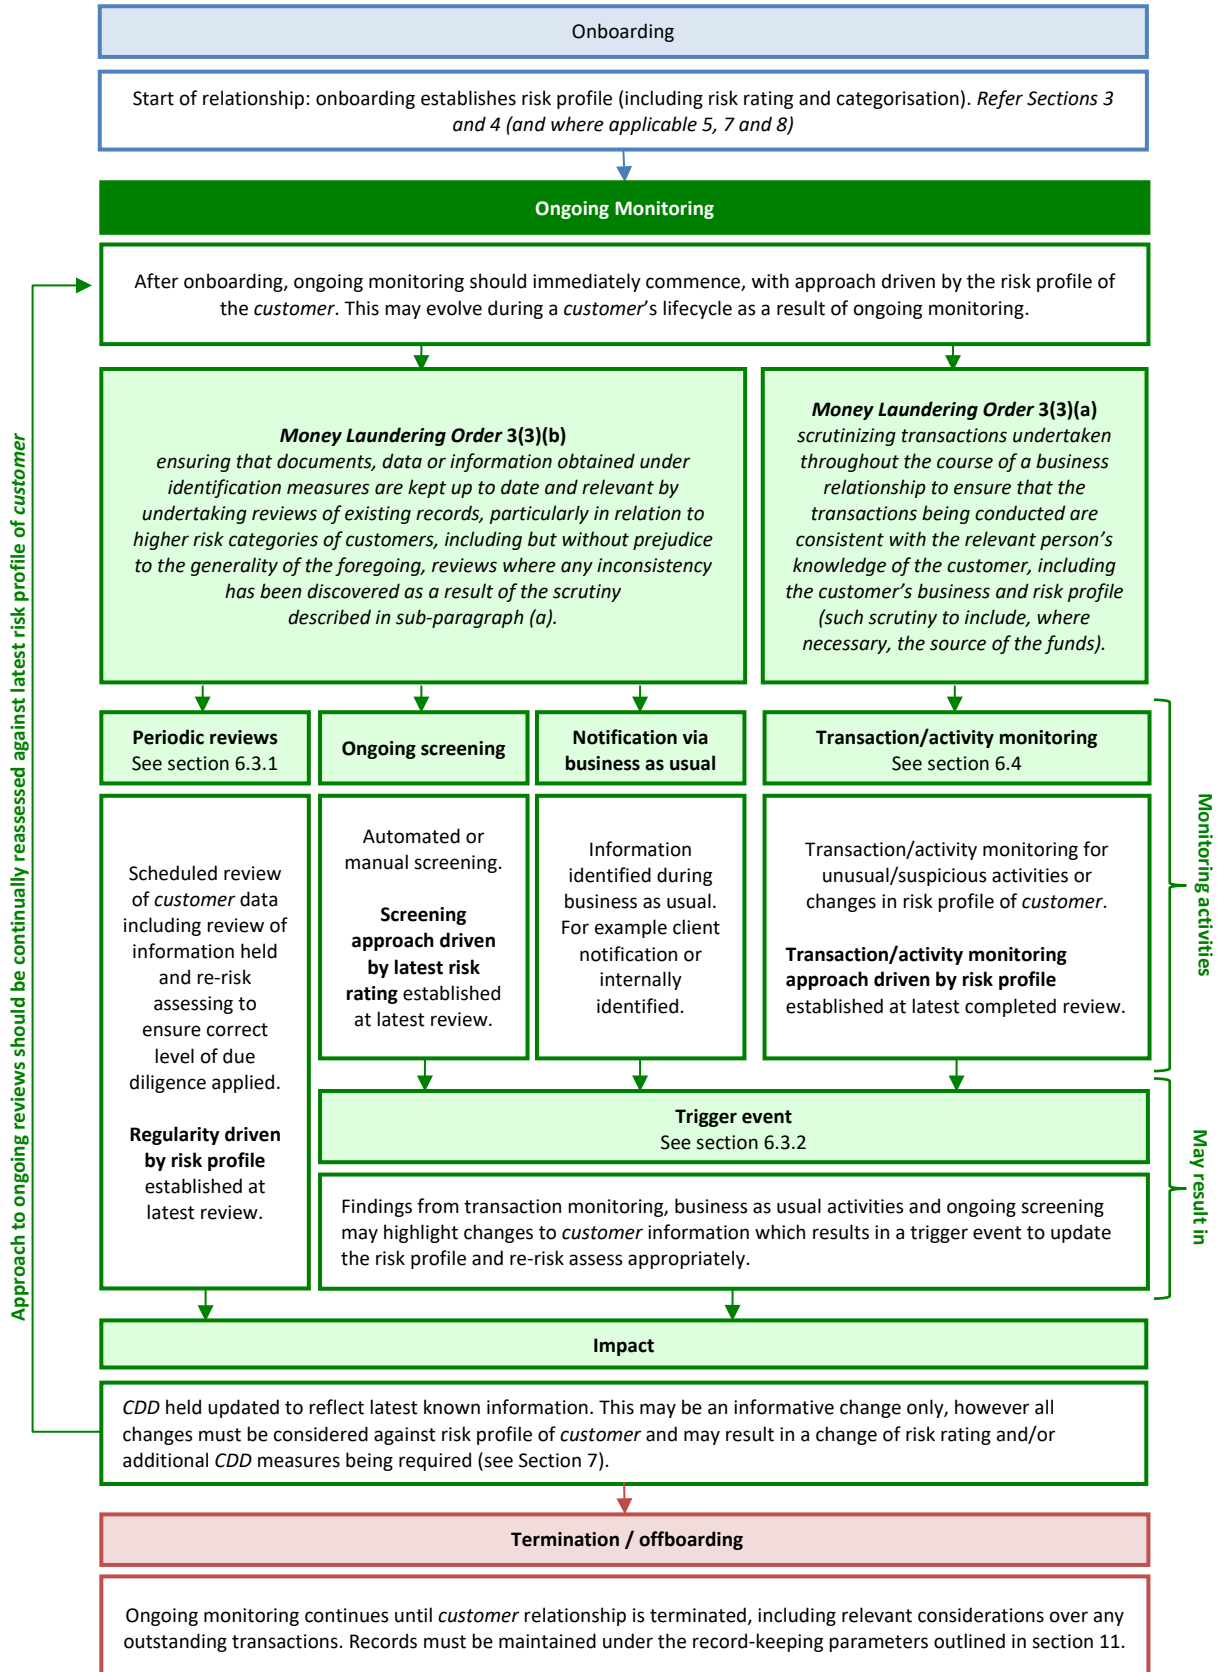 Onboarding
Start of relationship: onboarding establishes risk profile (including risk rating and categorisation). Refer Sections 3
and 4 (and where applicable 5, 7 and 8)
Ongoing Monitoring
After onboarding, ongoing monitoring should immediately commence, with approach driven by the risk profile of
the customer. This may evolve during a customer's lifecycle as a result of ongoing monitoring.
Approach to ongoing reviews should be continually reassessed against latest risk profile of customer
Money Laundering Order 3(3)(b)
ensuring that documents, data or information obtained under
identification measures are kept up to date and relevant by
undertaking reviews of existing records, particularly in relation to
higher risk categories of customers, including but without prejudice
to the generality of the foregoing, reviews where any inconsistency
has been discovered as a result of the scrutiny
described in sub-paragraph (a).
Money Laundering Order 3(3)(a)
scrutinizing transactions undertaken
throughout the course of a business
relationship to ensure that the
transactions being conducted are
consistent with the relevant person's
knowledge of the customer, including
the customer's business and risk profile
(such scrutiny to include, where
necessary, the source of the funds).
Periodic reviews
See section 6.3.1
Scheduled review
of customer data
including review of
information held
and re-risk
assessing to
ensure correct
level of due
diligence applied.
Regularity driven
by risk profile
established at
latest review.
Ongoing screening
Automated or
manual screening.
Screening
approach driven
by latest risk
rating established
at latest review.
Notification via
business as usual
Information
identified during
business as usual.
For example client
notification or
internally
identified.
Transaction/activity monitoring
See section 6.4
Transaction/activity monitoring for
unusual/suspicious activities or
changes in risk profile of customer.
Transaction/activity monitoring
approach driven by risk profile
established at latest completed review.
Monitoring activities
Trigger event
See section 6.3.2
Findings from transaction monitoring, business as usual activities and ongoing screening
may highlight changes to customer information which results in a trigger event to update
the risk profile and re-risk assess appropriately.
May result in
Impact
CDD held updated to reflect latest known information. This may be an informative change only, however all
changes must be considered against risk profile of customer and may result in a change of risk rating and/or
additional CDD measures being required (see Section 7).
Termination / offboarding
Ongoing monitoring continues until customer relationship is terminated, including relevant considerations over any
outstanding transactions. Records must be maintained under the record-keeping parameters outlined in section 11.